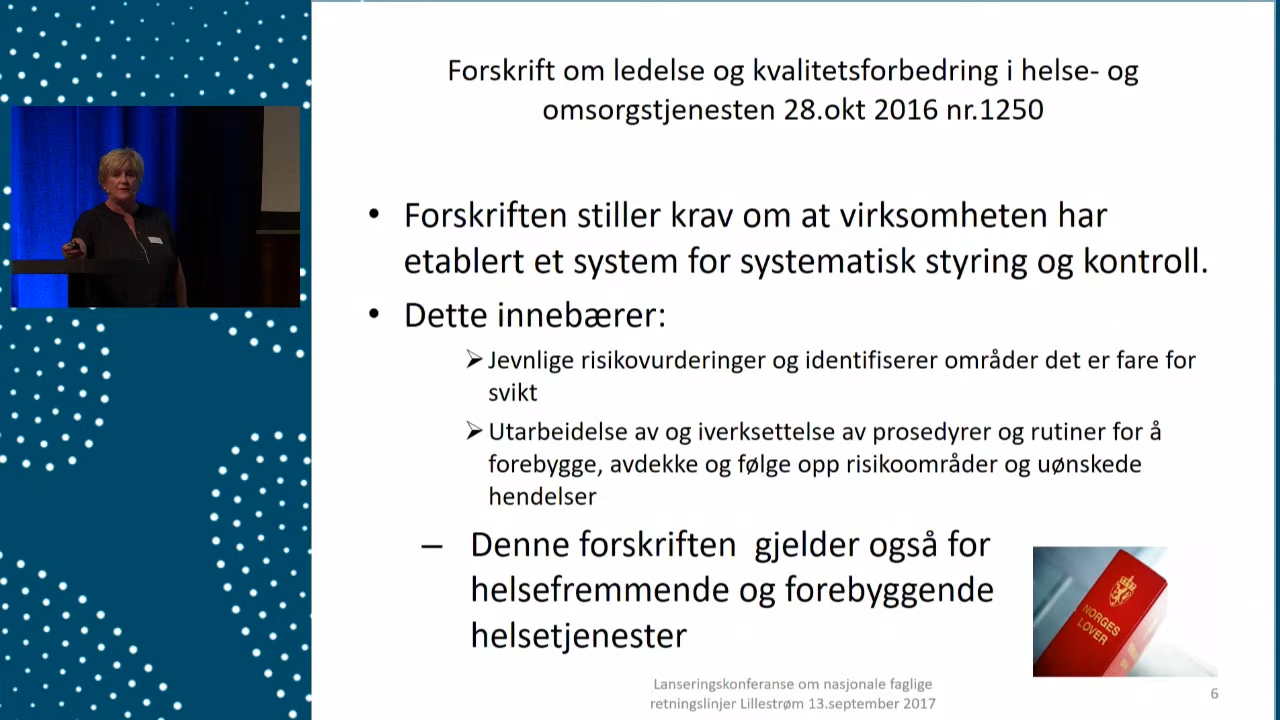 Forskrift om ledelse og kvalitetsforbedring i helse- og
omsorgstjenesten 28.okt 2016 nr.1250
• Forskriften stiller krav om at virksomheten har
etablert et system for systematisk styring og kontroll.
• Dette innebærer:
➢ Jevnlige risikovurderinger og identifiserer områder det er fare for
svikt
➢ Utarbeidelse av og iverksettelse av prosedyrer og rutiner for å
forebygge, avdekke og følge opp risikoområder og uønskede
hendelser
– Denne forskriften gjelder også for
helsefremmende og forebyggende
helsetjenester
NORGES
LOVER
Lanseringskonferanse om nasjonale faglige
retningslinjer Lillestrøm 13.september 2017
6